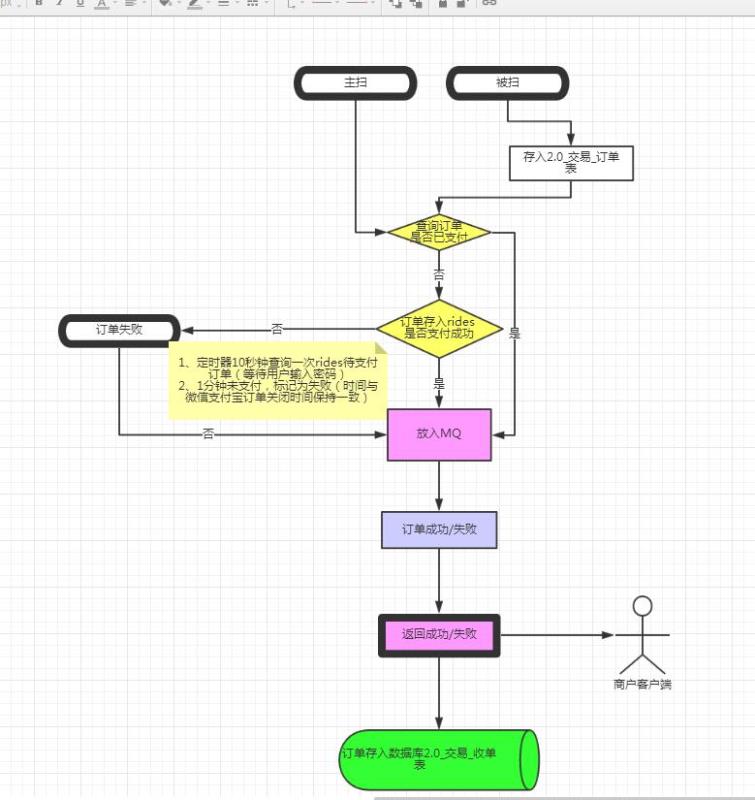 px
B
I
U
A
主扫
被扫
存入2.0_交易_订单
表
查询订单
是否已支付
否
订单存入rides
是否支付成功
订单失败
否
是
1、定时器10秒钟查询一次rides待支付
订单（等待用户输入密码）
2、1分钟未支付，标记为失败（时间与
微信支付宝订单关闭时间保持一致）
是
否
放入MQ
订单成功/失败
返回成功/失败
商户客户端
订单存入数据库2.0_交易_收单
表